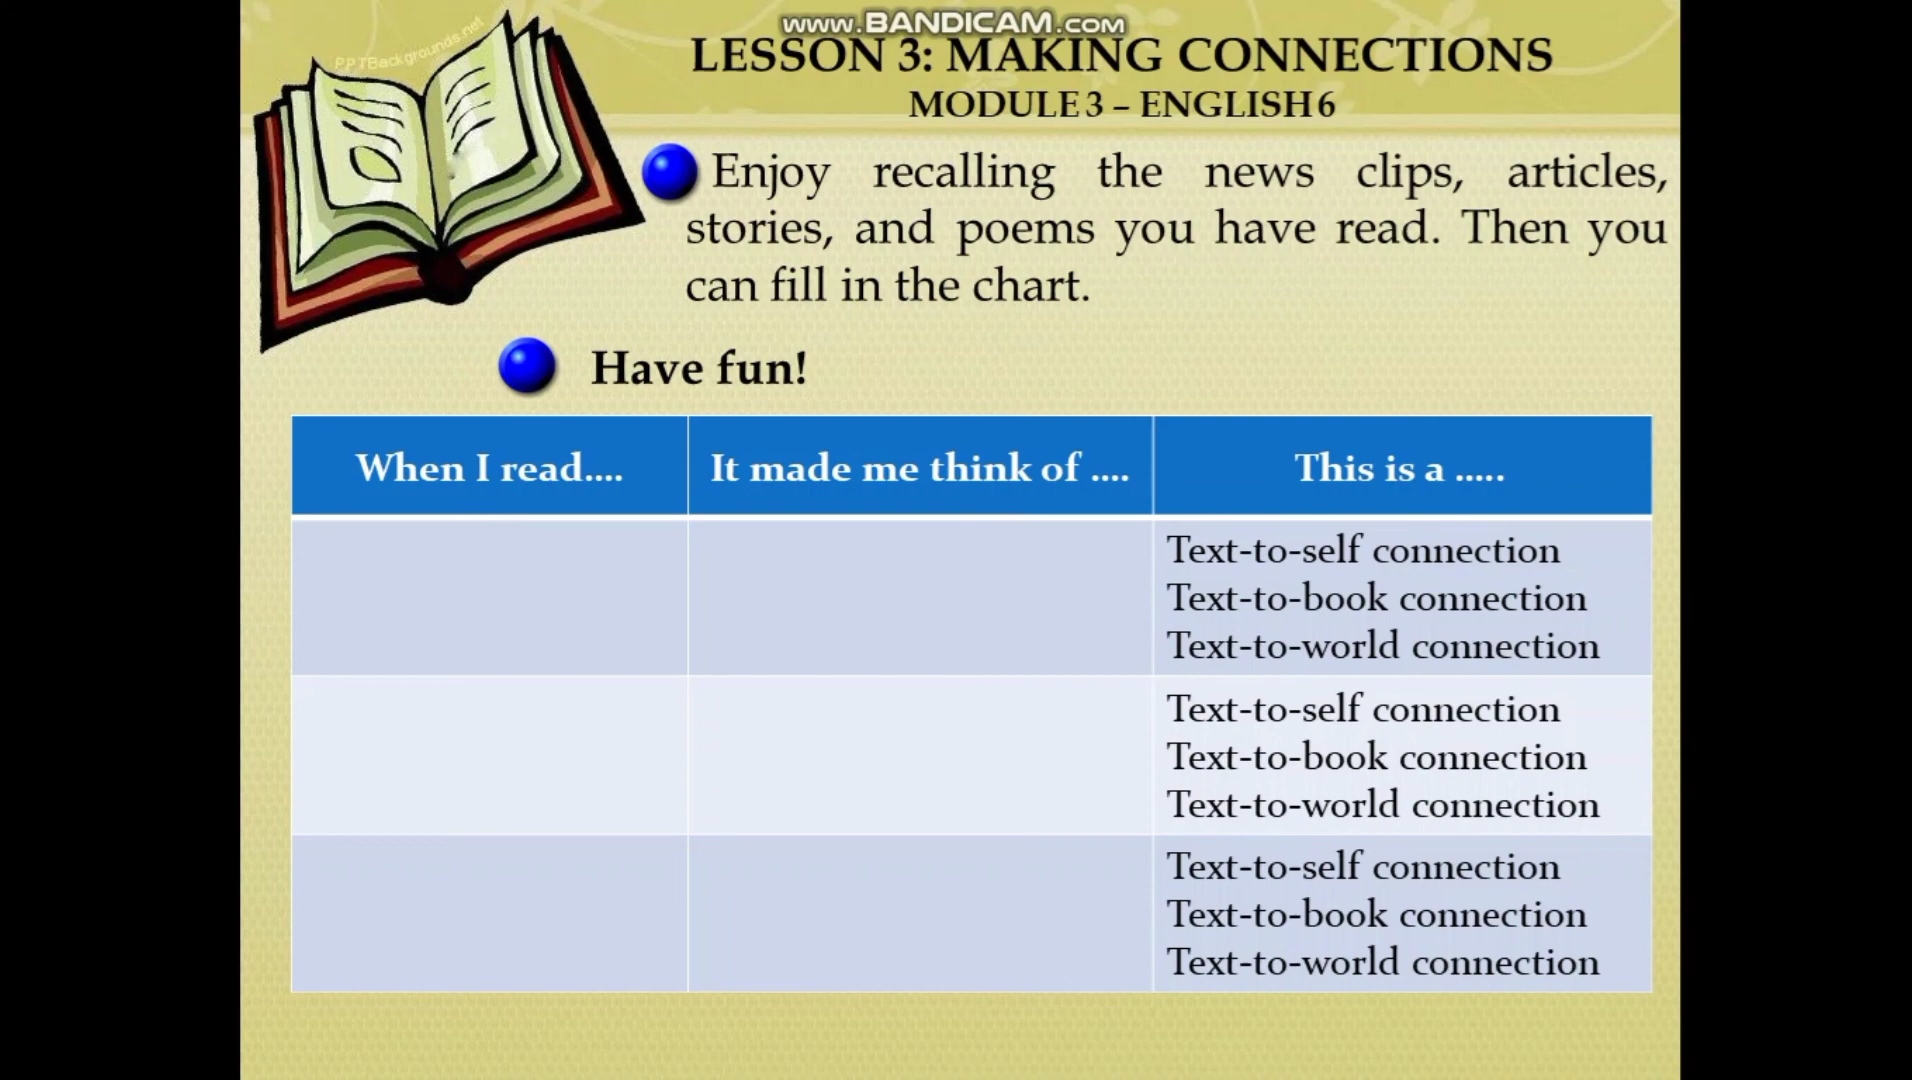 www.BANDICAM.com
PPTBackgrounds.net
LESSON 3: MAKING CONNECTIONS
MODULE 3 – ENGLISH 6
Enjoy recalling the news clips, articles,
stories, and poems you have read. Then you
can fill in the chart.
Have fun!
When I read.... It made me think of .... This is a .....
Text-to-self connection
Text-to-book connection
Text-to-world connection
Text-to-self connection
Text-to-book connection
Text-to-world connection
Text-to-self connection
Text-to-book connection
Text-to-world connection